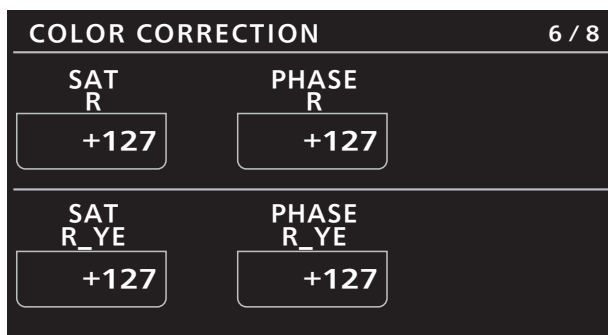 COLOR CORRECTION 6 / 8
SAT R PHASE R
+127 +127
SAT R_YE PHASE R_YE
+127 +127